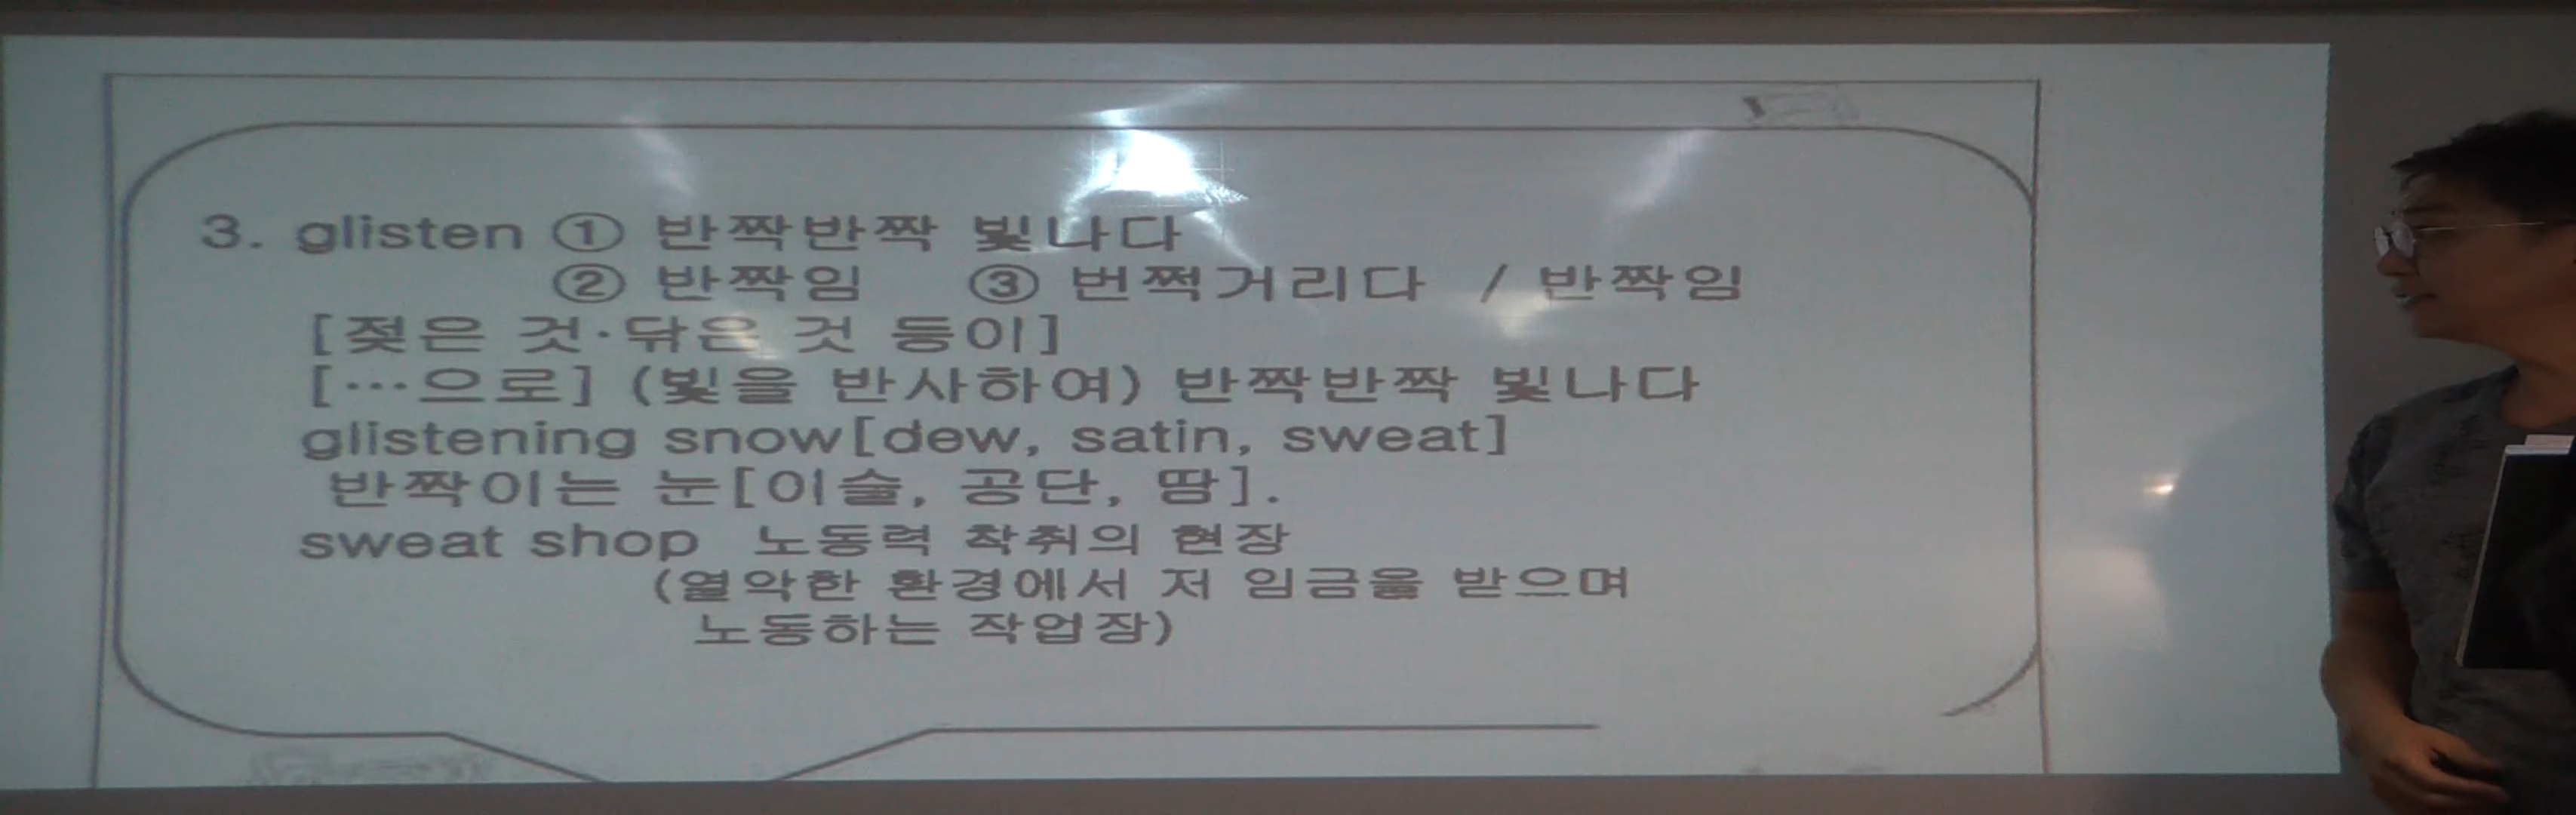 3. glisten ① 반짝반짝 빛나다
② 반짝임 ③ 번쩍거리다 / 반짝임
[젖은 것·닦은 것 등이]
[…으로] (빛을 반사하여) 반짝반짝 빛나다
glistening snow[dew, satin, sweat]
반짝이는 눈[이슬, 공단, 땀].
sweat shop 노동력 착취의 현장
(열악한 환경에서 저 임금을 받으며
노동하는 작업장)